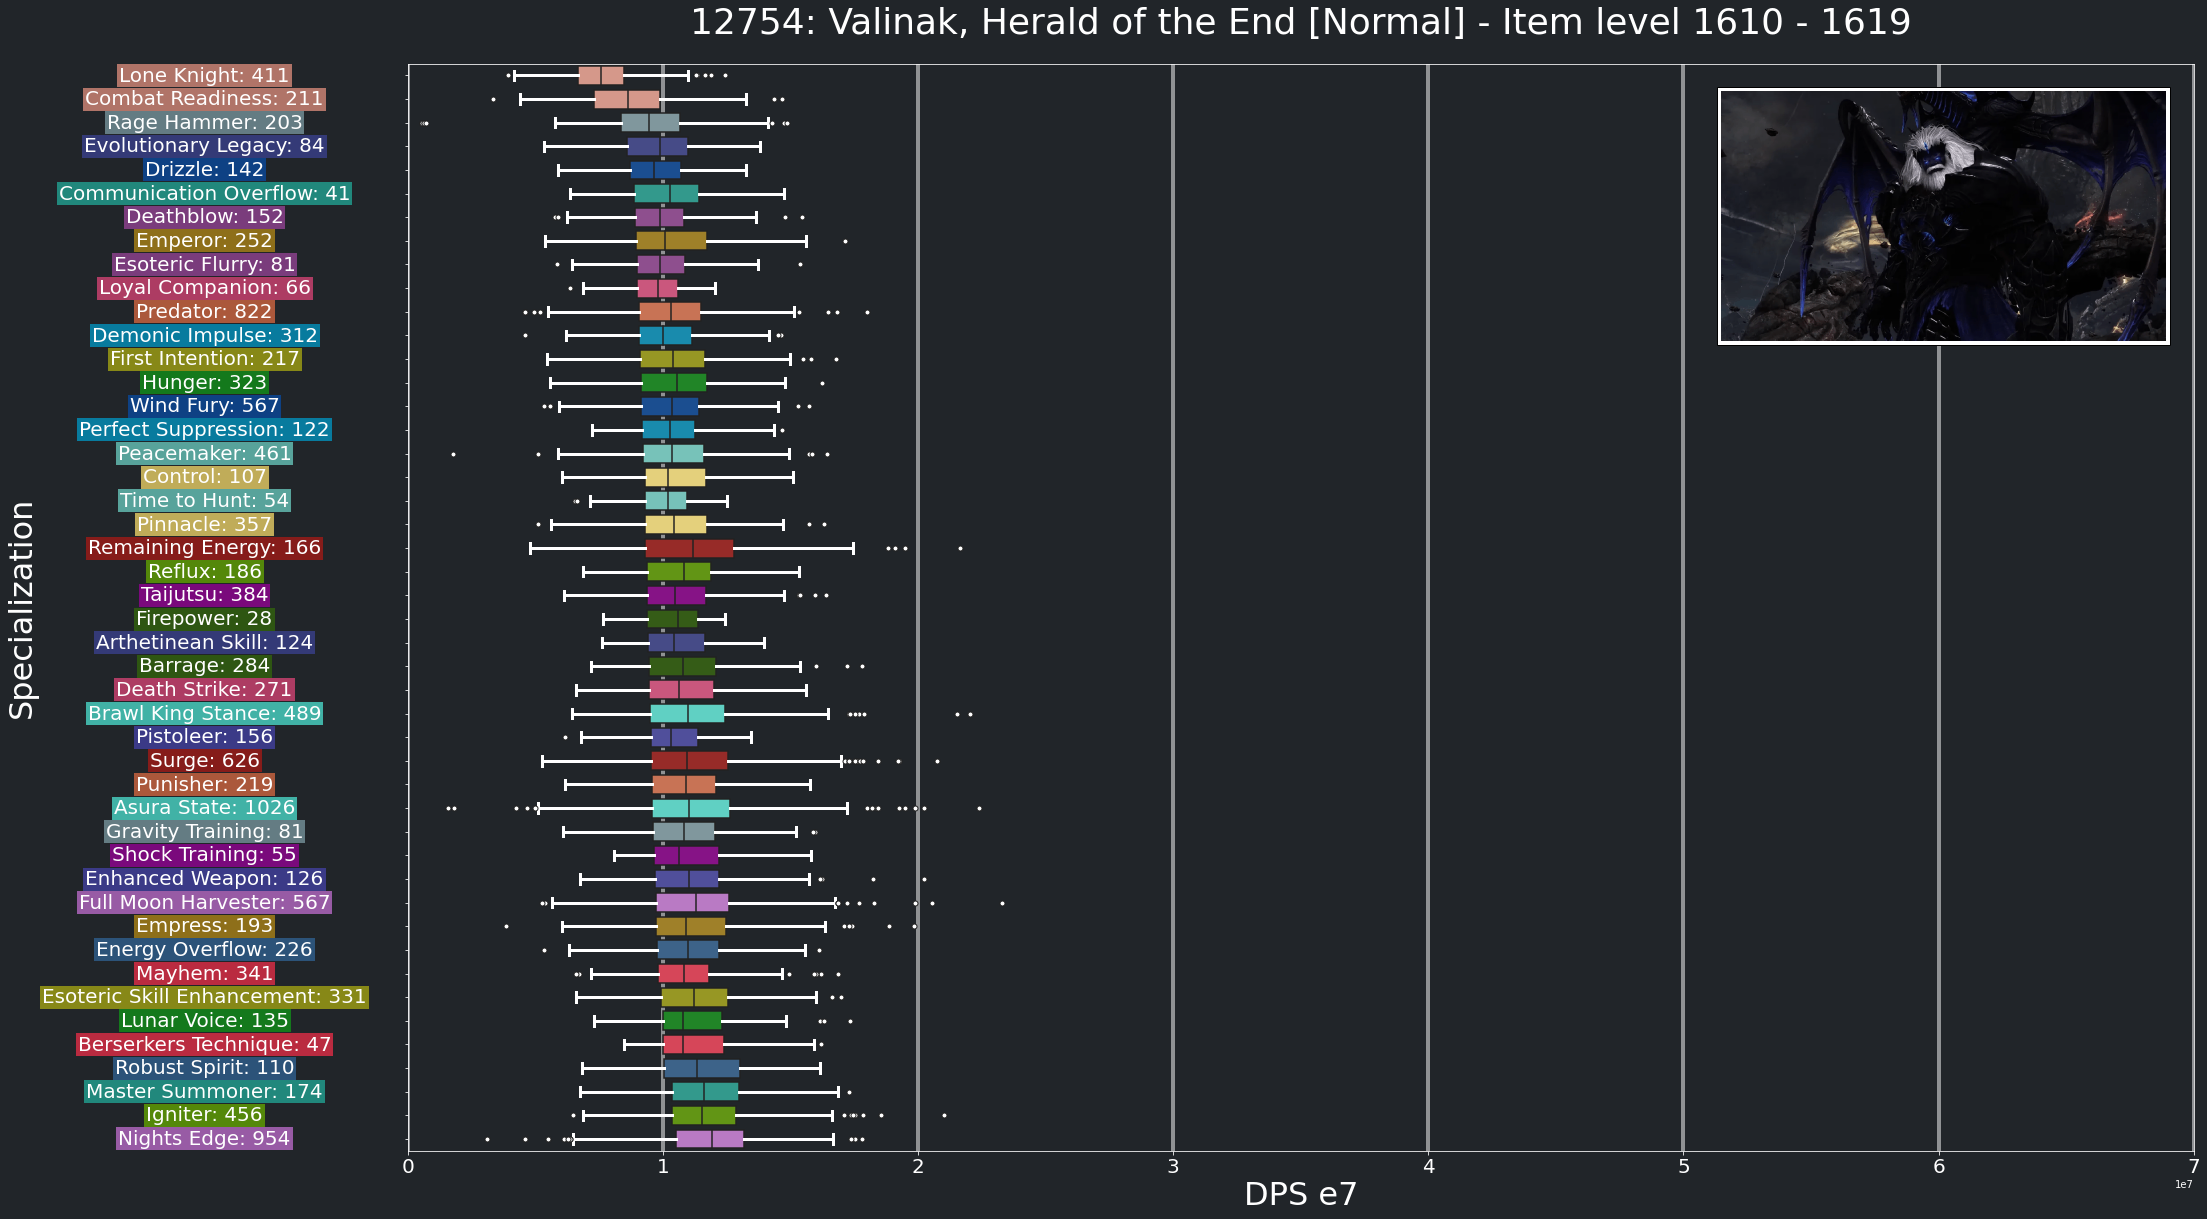 12754: Valinak, Herald of the End [Normal] - Item level 1610 - 1619
Specialization
Lone Knight: 411
Combat Readiness: 211
Rage Hammer: 203
Evolutionary Legacy: 84
Drizzle: 142
Communication Overflow: 41
Deathblow: 152
Emperor: 252
Esoteric Flurry: 81
Loyal Companion: 66
Predator: 822
Demonic Impulse: 312
First Intention: 217
Hunger: 323
Wind Fury: 567
Perfect Suppression: 122
Peacemaker: 461
Control: 107
Time to Hunt: 54
Pinnacle: 357
Remaining Energy: 166
Reflux: 186
Taijutsu: 384
Firepower: 28
Arthetinean Skill: 124
Barrage: 284
Death Strike: 271
Brawl King Stance: 489
Pistoleer: 156
Surge: 626
Punisher: 219
Asura State: 1026
Gravity Training: 81
Shock Training: 55
Enhanced Weapon: 126
Full Moon Harvester: 567
Empress: 193
Energy Overflow: 226
Mayhem: 341
Esoteric Skill Enhancement: 331
Lunar Voice: 135
Berserkers Technique: 47
Robust Spirit: 110
Master Summoner: 174
Igniter: 456
Nights Edge: 954
0 1 2 3 4 5 6 7
1e7
DPS e7